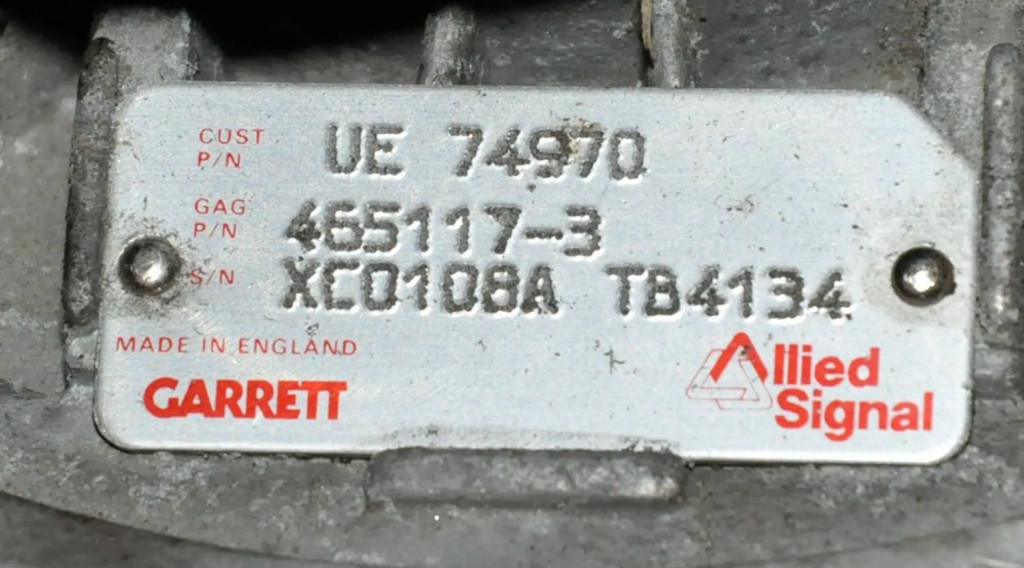 CUST P/N UE 74970
GAG P/N 465117-3
S/N XC0108A TB4134
MADE IN ENGLAND
GARRETT
Allied
Signal